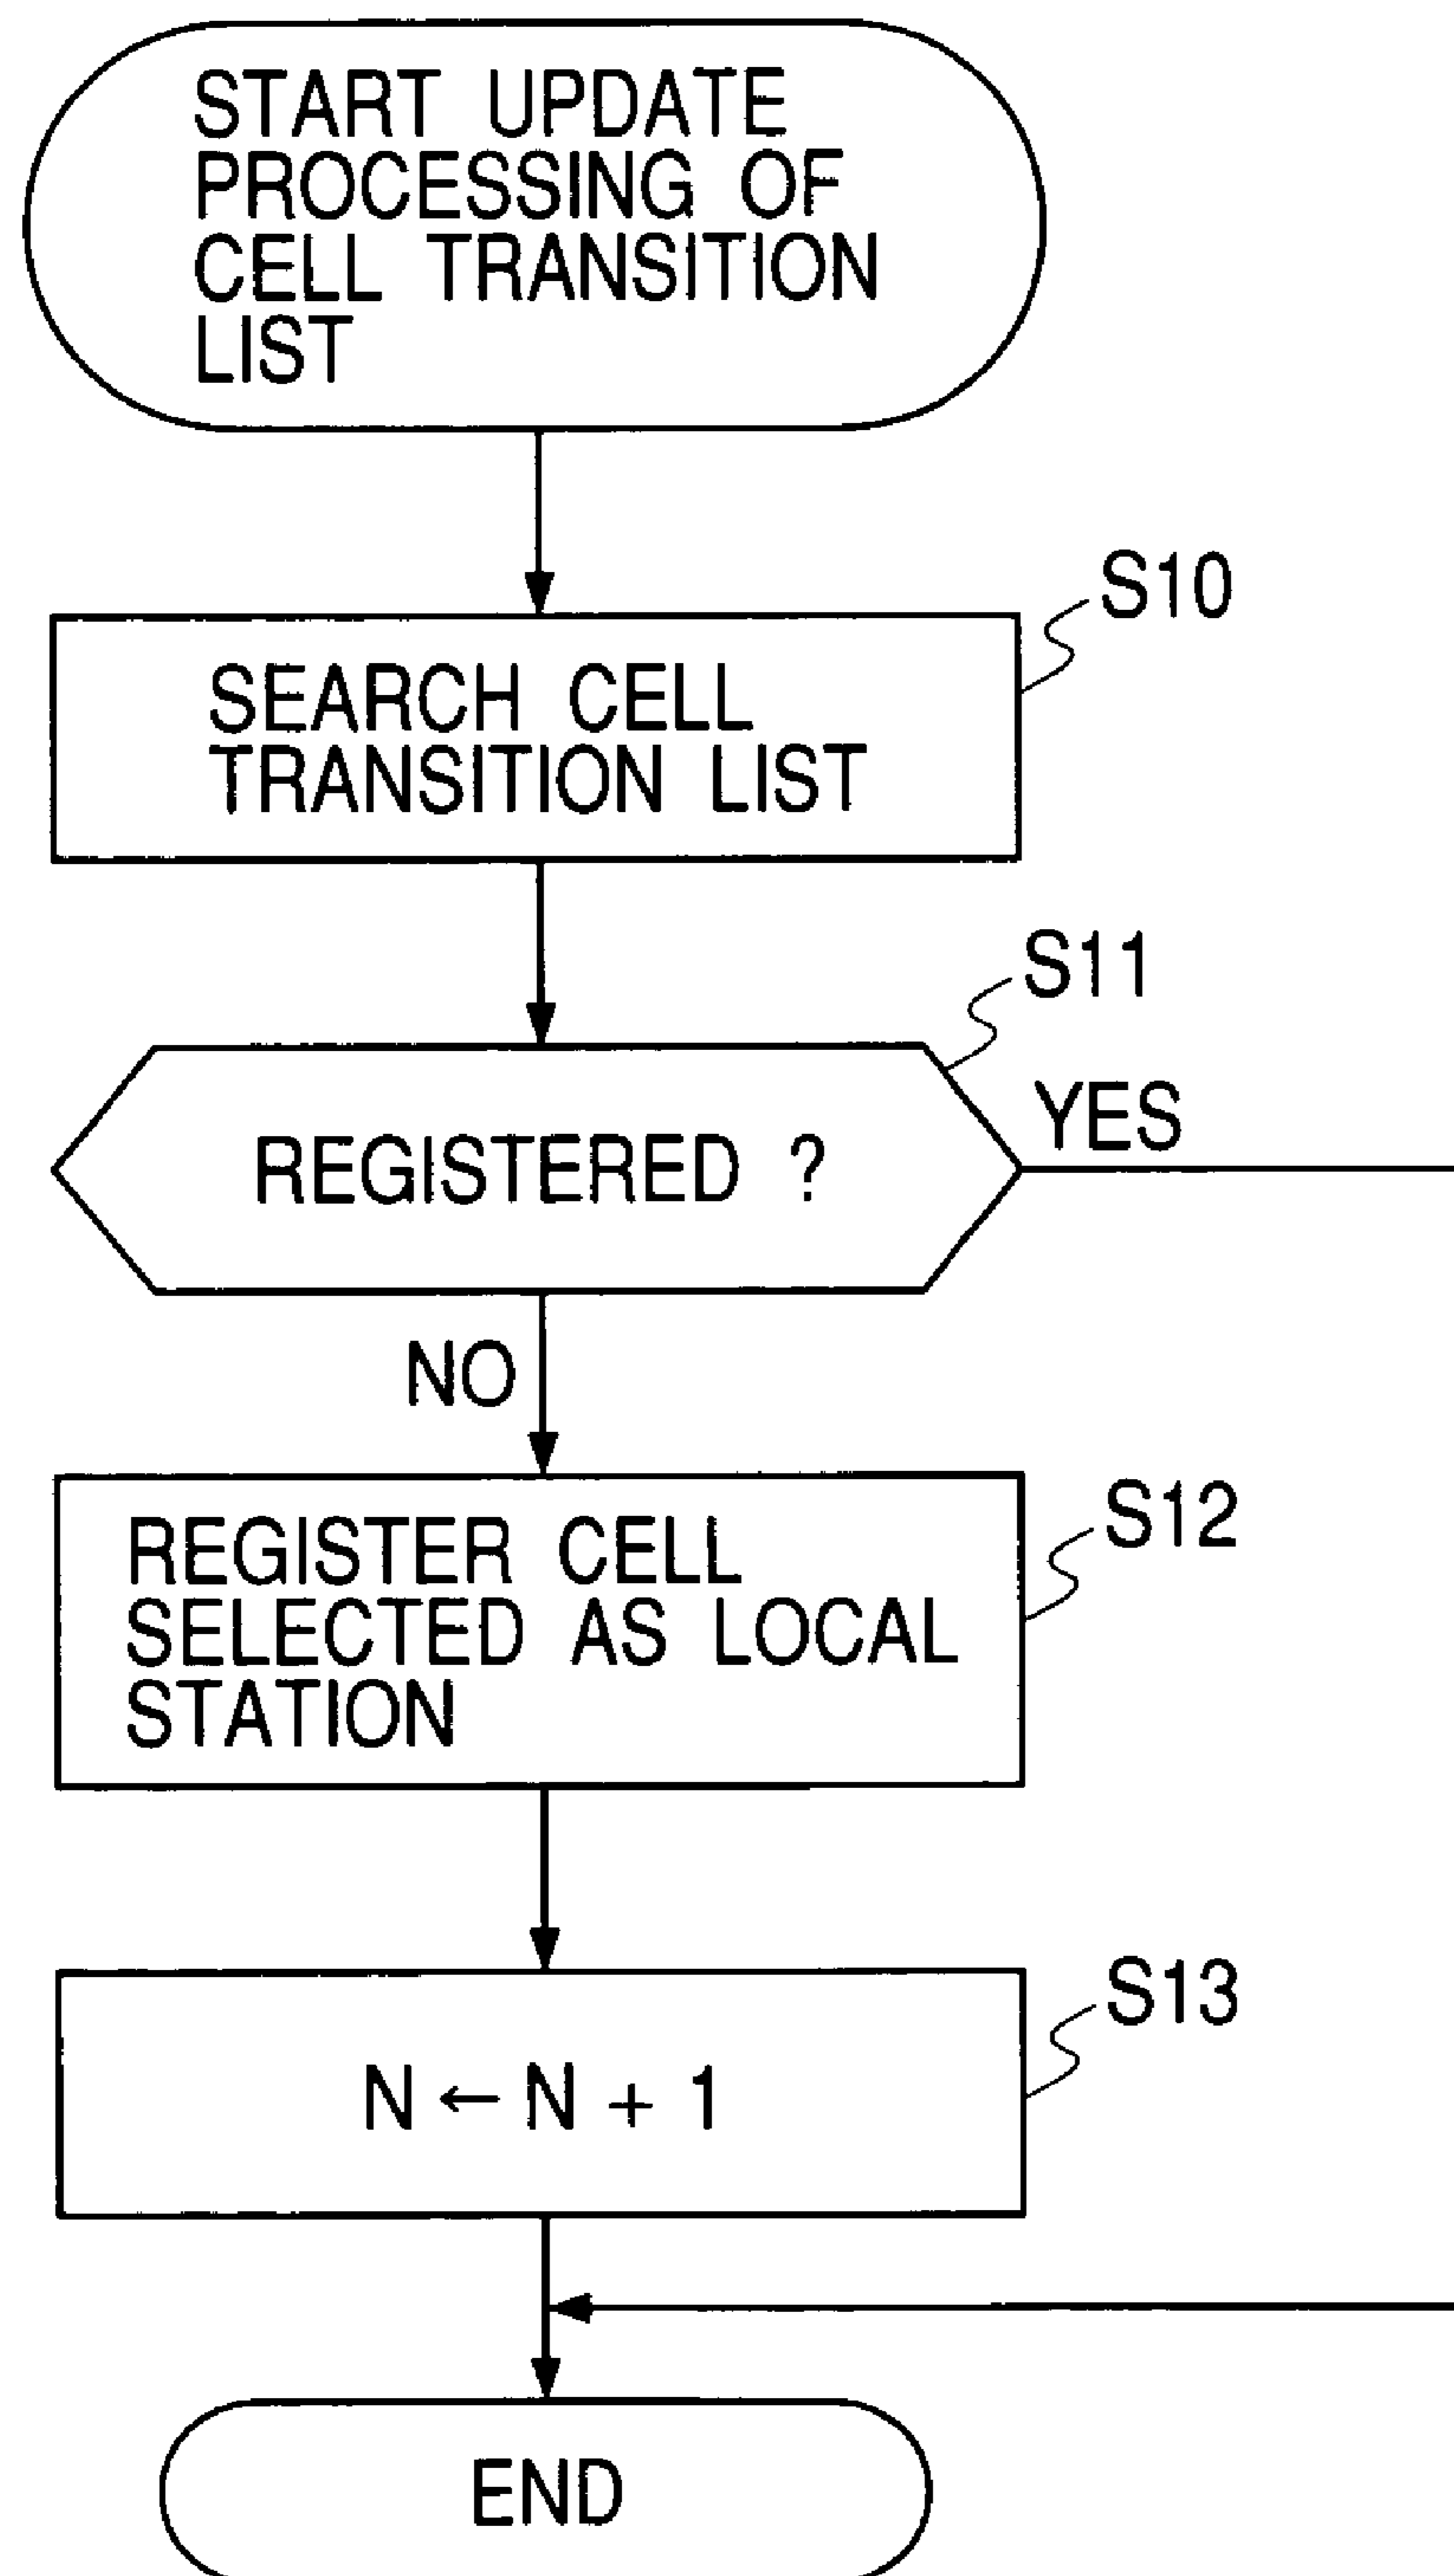 START UPDATE
PROCESSING OF
CELL TRANSITION
LIST
S10
SEARCH CELL
TRANSITION LIST
S11
REGISTERED ?
YES
NO
S12
REGISTER CELL
SELECTED AS LOCAL
STATION
S13
N ← N + 1
END